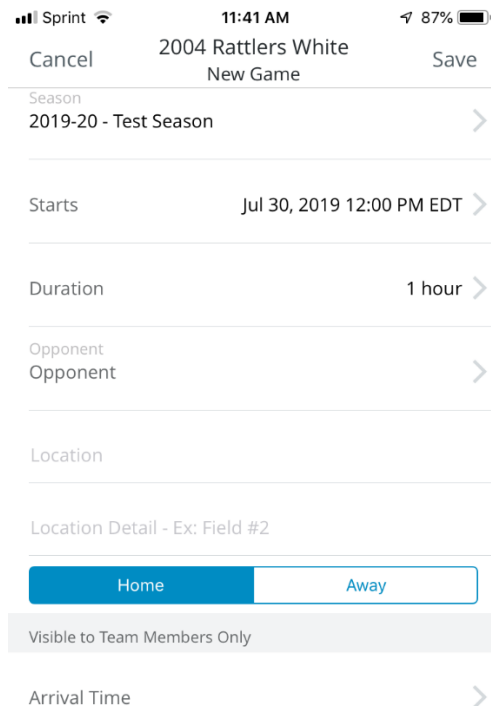 Sprint 11:41 AM 87%
Cancel 2004 Rattlers White Save
New Game
Season
2019-20 - Test Season
Starts Jul 30, 2019 12:00 PM EDT
Duration 1 hour
Opponent
Opponent
Location
Location Detail - Ex: Field #2
Home Away
Visible to Team Members Only
Arrival Time